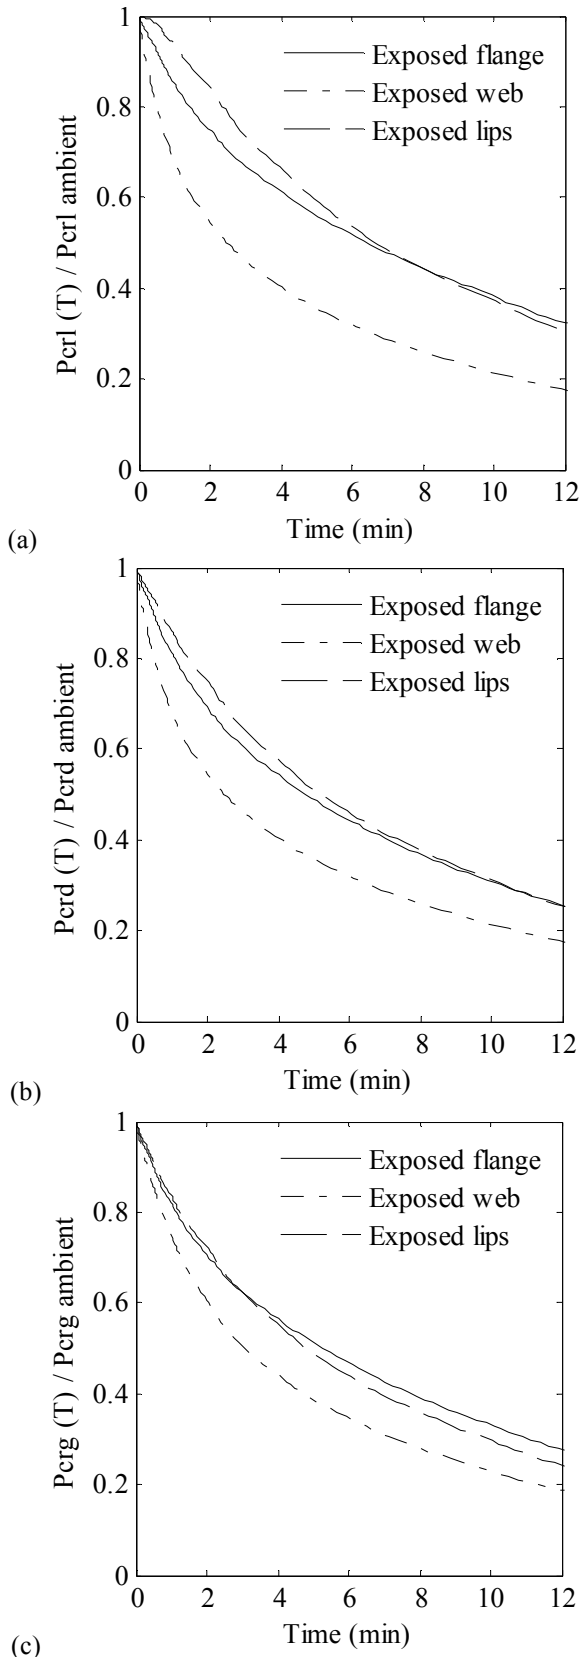 1
0.8
0.6
0.4
0.2
0
Pcrl (T) / Pcrl ambient
Exposed flange
Exposed web
Exposed lips
0 2 4 6 8 10 12
Time (min)
(a)
1
0.8
0.6
0.4
0.2
0
Pcrd (T) / Pcrd ambient
Exposed flange
Exposed web
Exposed lips
0 2 4 6 8 10 12
Time (min)
(b)
1
0.8
0.6
0.4
0.2
0
Pcrg (T) / Pcrg ambient
Exposed flange
Exposed web
Exposed lips
0 2 4 6 8 10 12
Time (min)
(c)